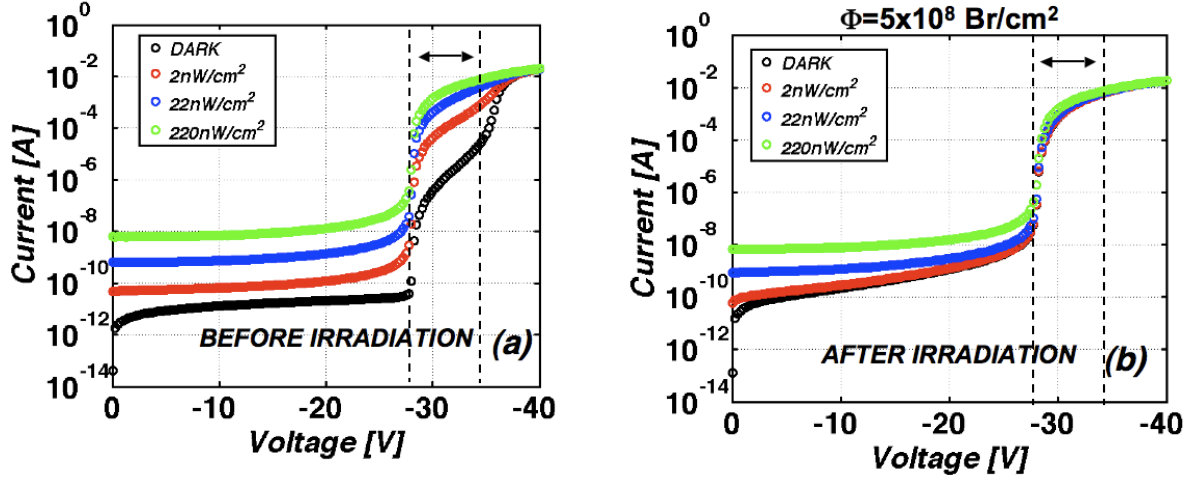 Φ=5x10⁸ Br/cm²
10⁰
10⁻²
10⁻⁴
10⁻⁶
10⁻⁸
10⁻¹⁰
10⁻¹²
10⁻¹⁴
Current [A]
DARK
2nW/cm²
22nW/cm²
220nW/cm²
BEFORE IRRADIATION (a)
0 -10 -20 -30 -40
Voltage [V]
10⁰
10⁻²
10⁻⁴
10⁻⁶
10⁻⁸
10⁻¹⁰
10⁻¹²
10⁻¹⁴
Current [A]
DARK
2nW/cm²
22nW/cm²
220nW/cm²
AFTER IRRADIATION (b)
0 -10 -20 -30 -40
Voltage [V]